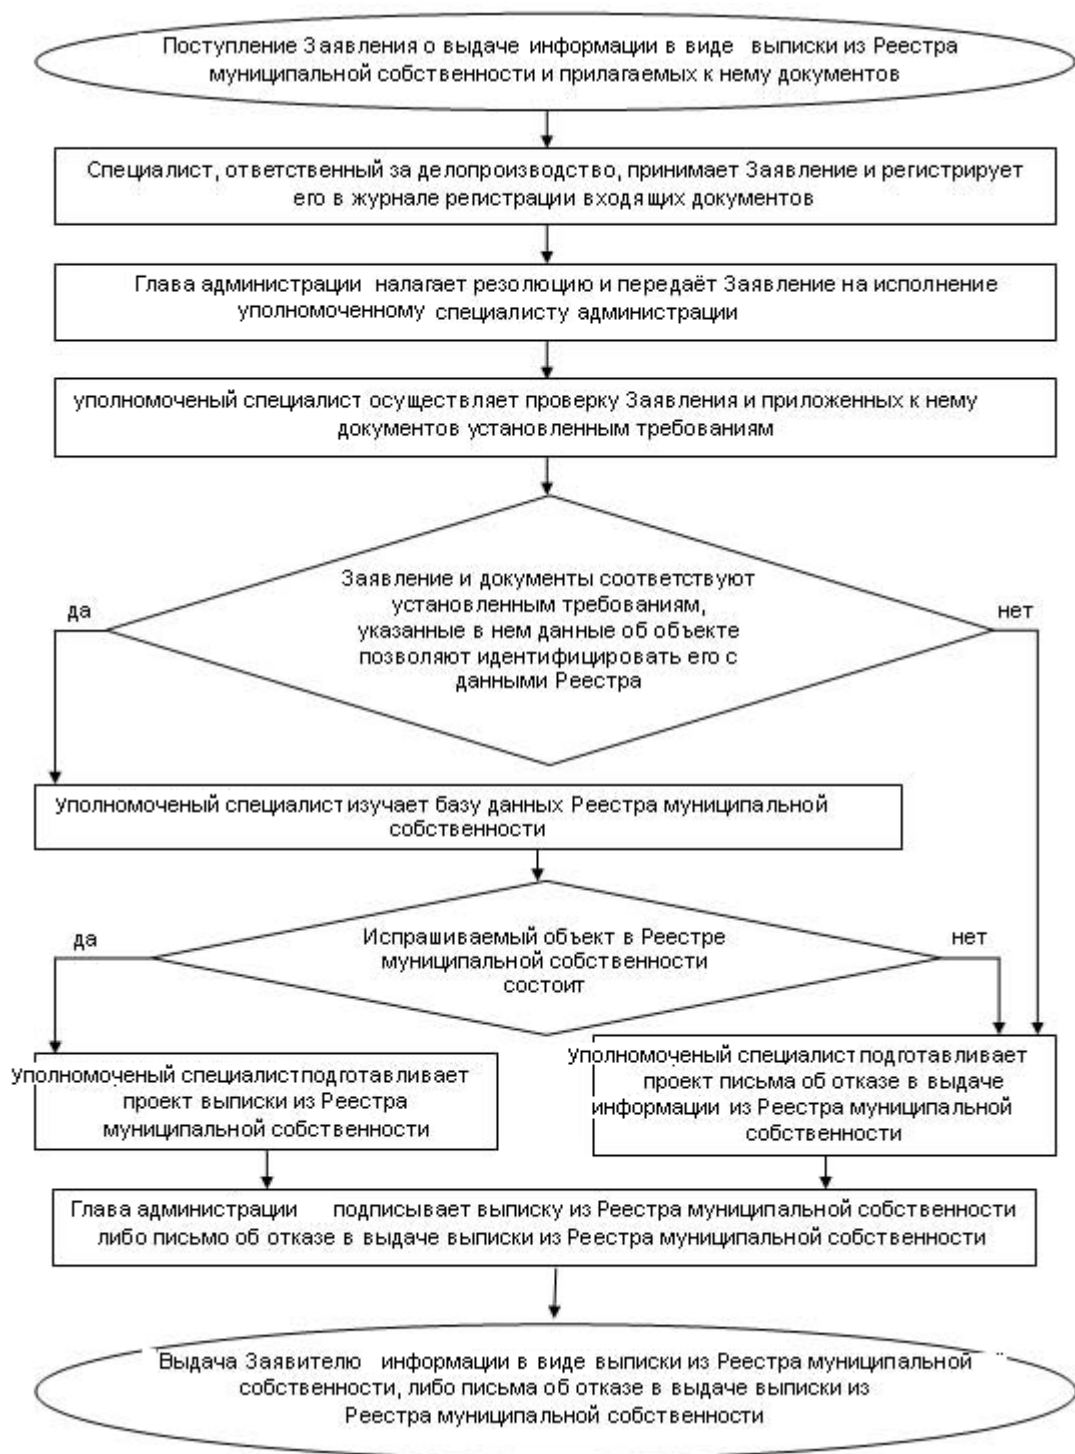 Поступление Заявления о выдаче информации в виде выписки из Реестра
муниципальной собственности и прилагаемых к нему документов
Специалист, ответственный за делопроизводство, принимает Заявление и регистрирует
его в журнале регистрации входящих документов
Глава администрации налагает резолюцию и передаёт Заявление на исполнение
уполномоченному специалисту администрации
уполномоченый специалист осуществляет проверку Заявления и приложенных к нему
документов установленным требованиям
Заявление и документы соответствуют
установленным требованиям,
указанные в нем данные об объекте
позволяют идентифицировать его с
данными Реестра
да
нет
Уполномоченый специалист изучает базу данных Реестра муниципальной
собственности
Испрашиваемый объект в Реестре
муниципальной собственности
состоит
да
нет
Уполномоченый специалист подготавливает
проект выписки из Реестра
муниципальной собственности
Уполномоченый специалист подготавливает
проект письма об отказе в выдаче
информации из Реестра муниципальной
собственности
Глава администрации подписывает выписку из Реестра муниципальной собственности
либо письмо об отказе в выдаче выписки из Реестра муниципальной собственности
Выдача Заявителю информации в виде выписки из Реестра муниципальной
собственности, либо письма об отказе в выдаче выписки из
Реестра муниципальной собственности